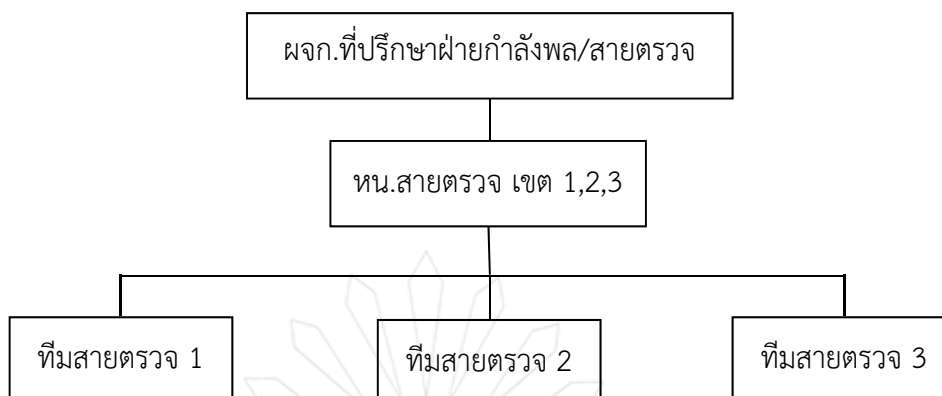 ผจก.ที่ปรึกษาฝ่ายกำลังพล/สายตรวจ
หน.สายตรวจ เขต 1,2,3
ทีมสายตรวจ 1
ทีมสายตรวจ 2
ทีมสายตรวจ 3